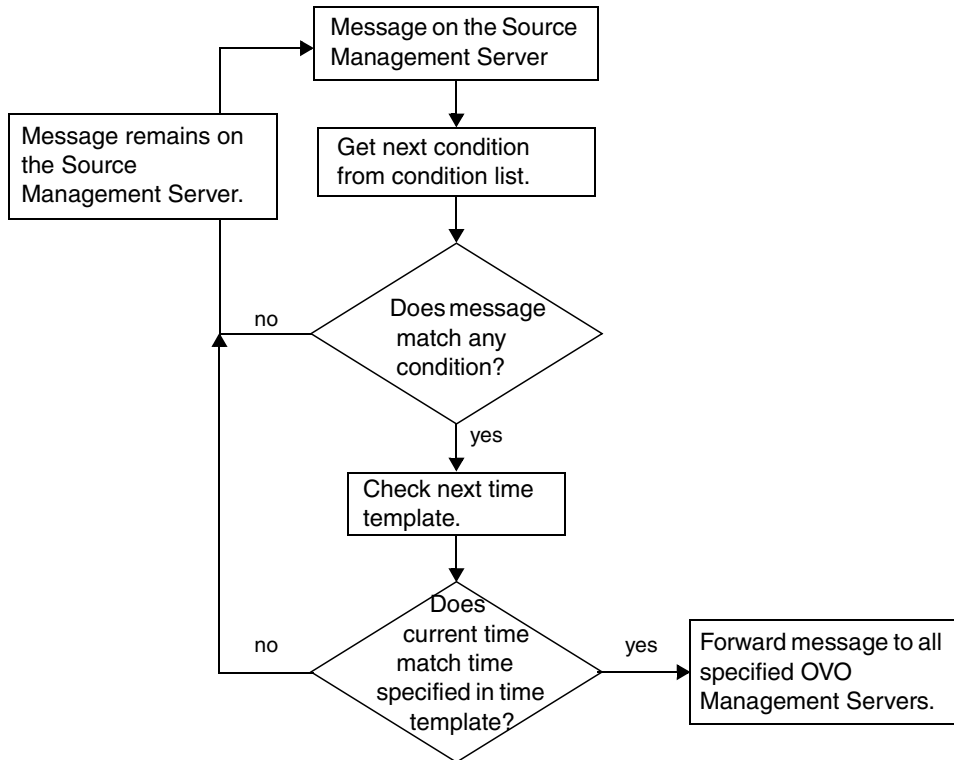 Message on the Source
Management Server
Message remains on
the Source
Management Server.
Get next condition
from condition list.
Does message
match any
condition?
no
yes
Check next time
template.
Does
current time
match time
specified in time
template?
no
yes
Forward message to all
specified OVO
Management Servers.